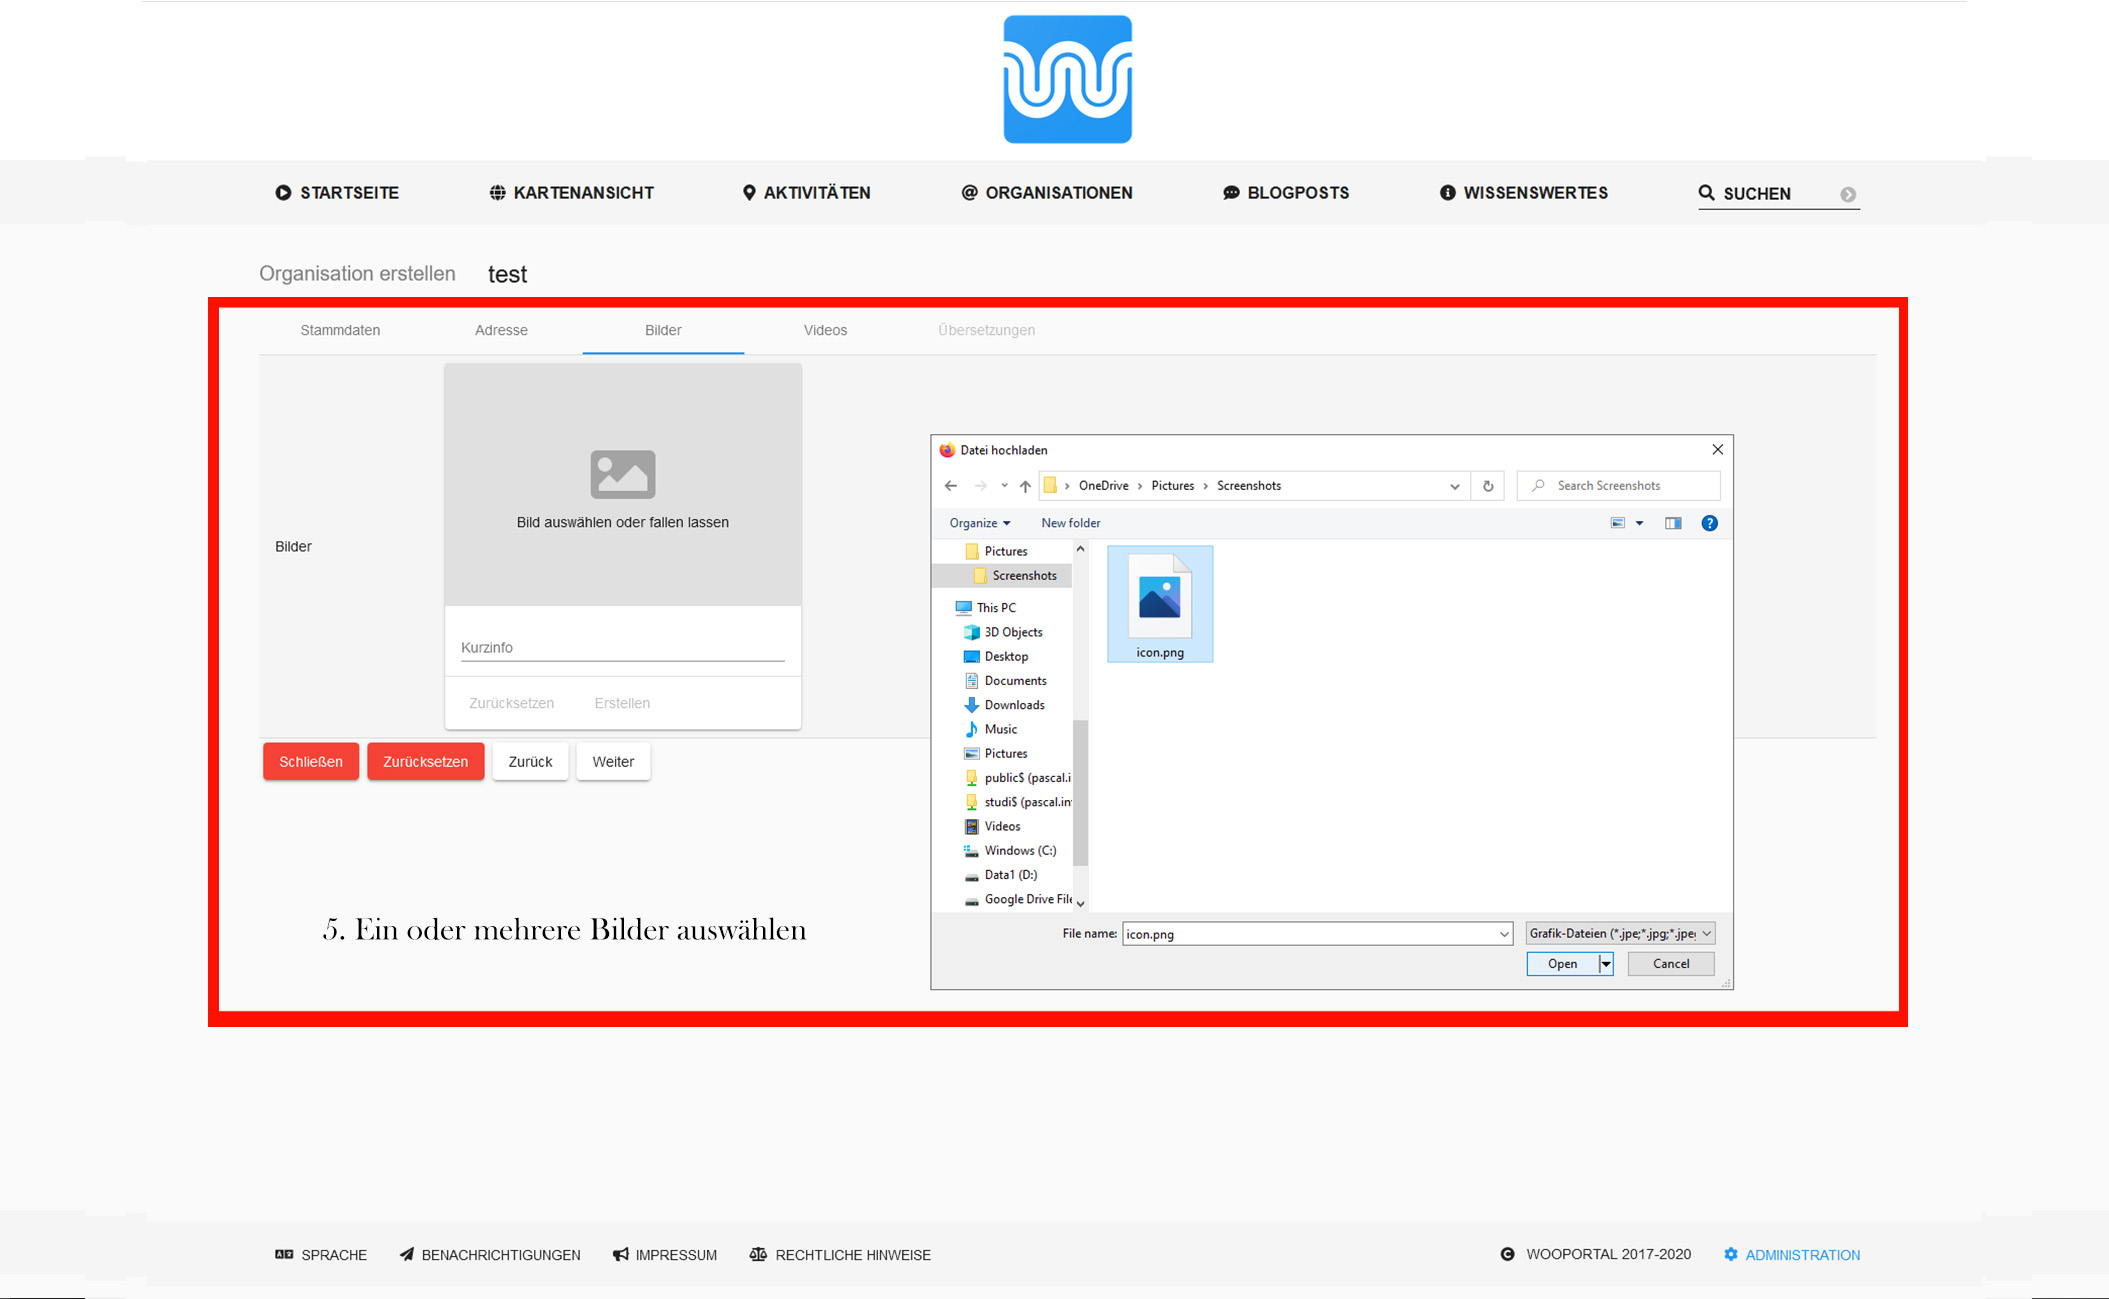 STARTSEITE KARTENANSICHT AKTIVITÄTEN ORGANISATIONEN BLOGPOSTS WISSENSWERTES SUCHEN
Organisation erstellen test
Stammdaten Adresse Bilder Videos Übersetzungen
Bilder
Bild auswählen oder fallen lassen
Kurzinfo
Zurücksetzen Erstellen
Schließen Zurücksetzen Zurück Weiter
5. Ein oder mehrere Bilder auswählen
Datei hochladen
OneDrive Pictures Screenshots Search Screenshots
Organize New folder
Pictures
Screenshots
This PC
3D Objects
Desktop
Documents
Downloads
Music
Pictures
public$ (pascal.i
studi$ (pascal.in
Videos
Windows (C:)
Data1 (D:)
Google Drive File
icon.png
File name: icon.png Grafik-Dateien (*.jpe;*.jpg;*.jpe
Open Cancel
SPRACHE BENACHRICHTIGUNGEN IMPRESSUM RECHTLICHE HINWEISE WOOPORTAL 2017-2020 ADMINISTRATION